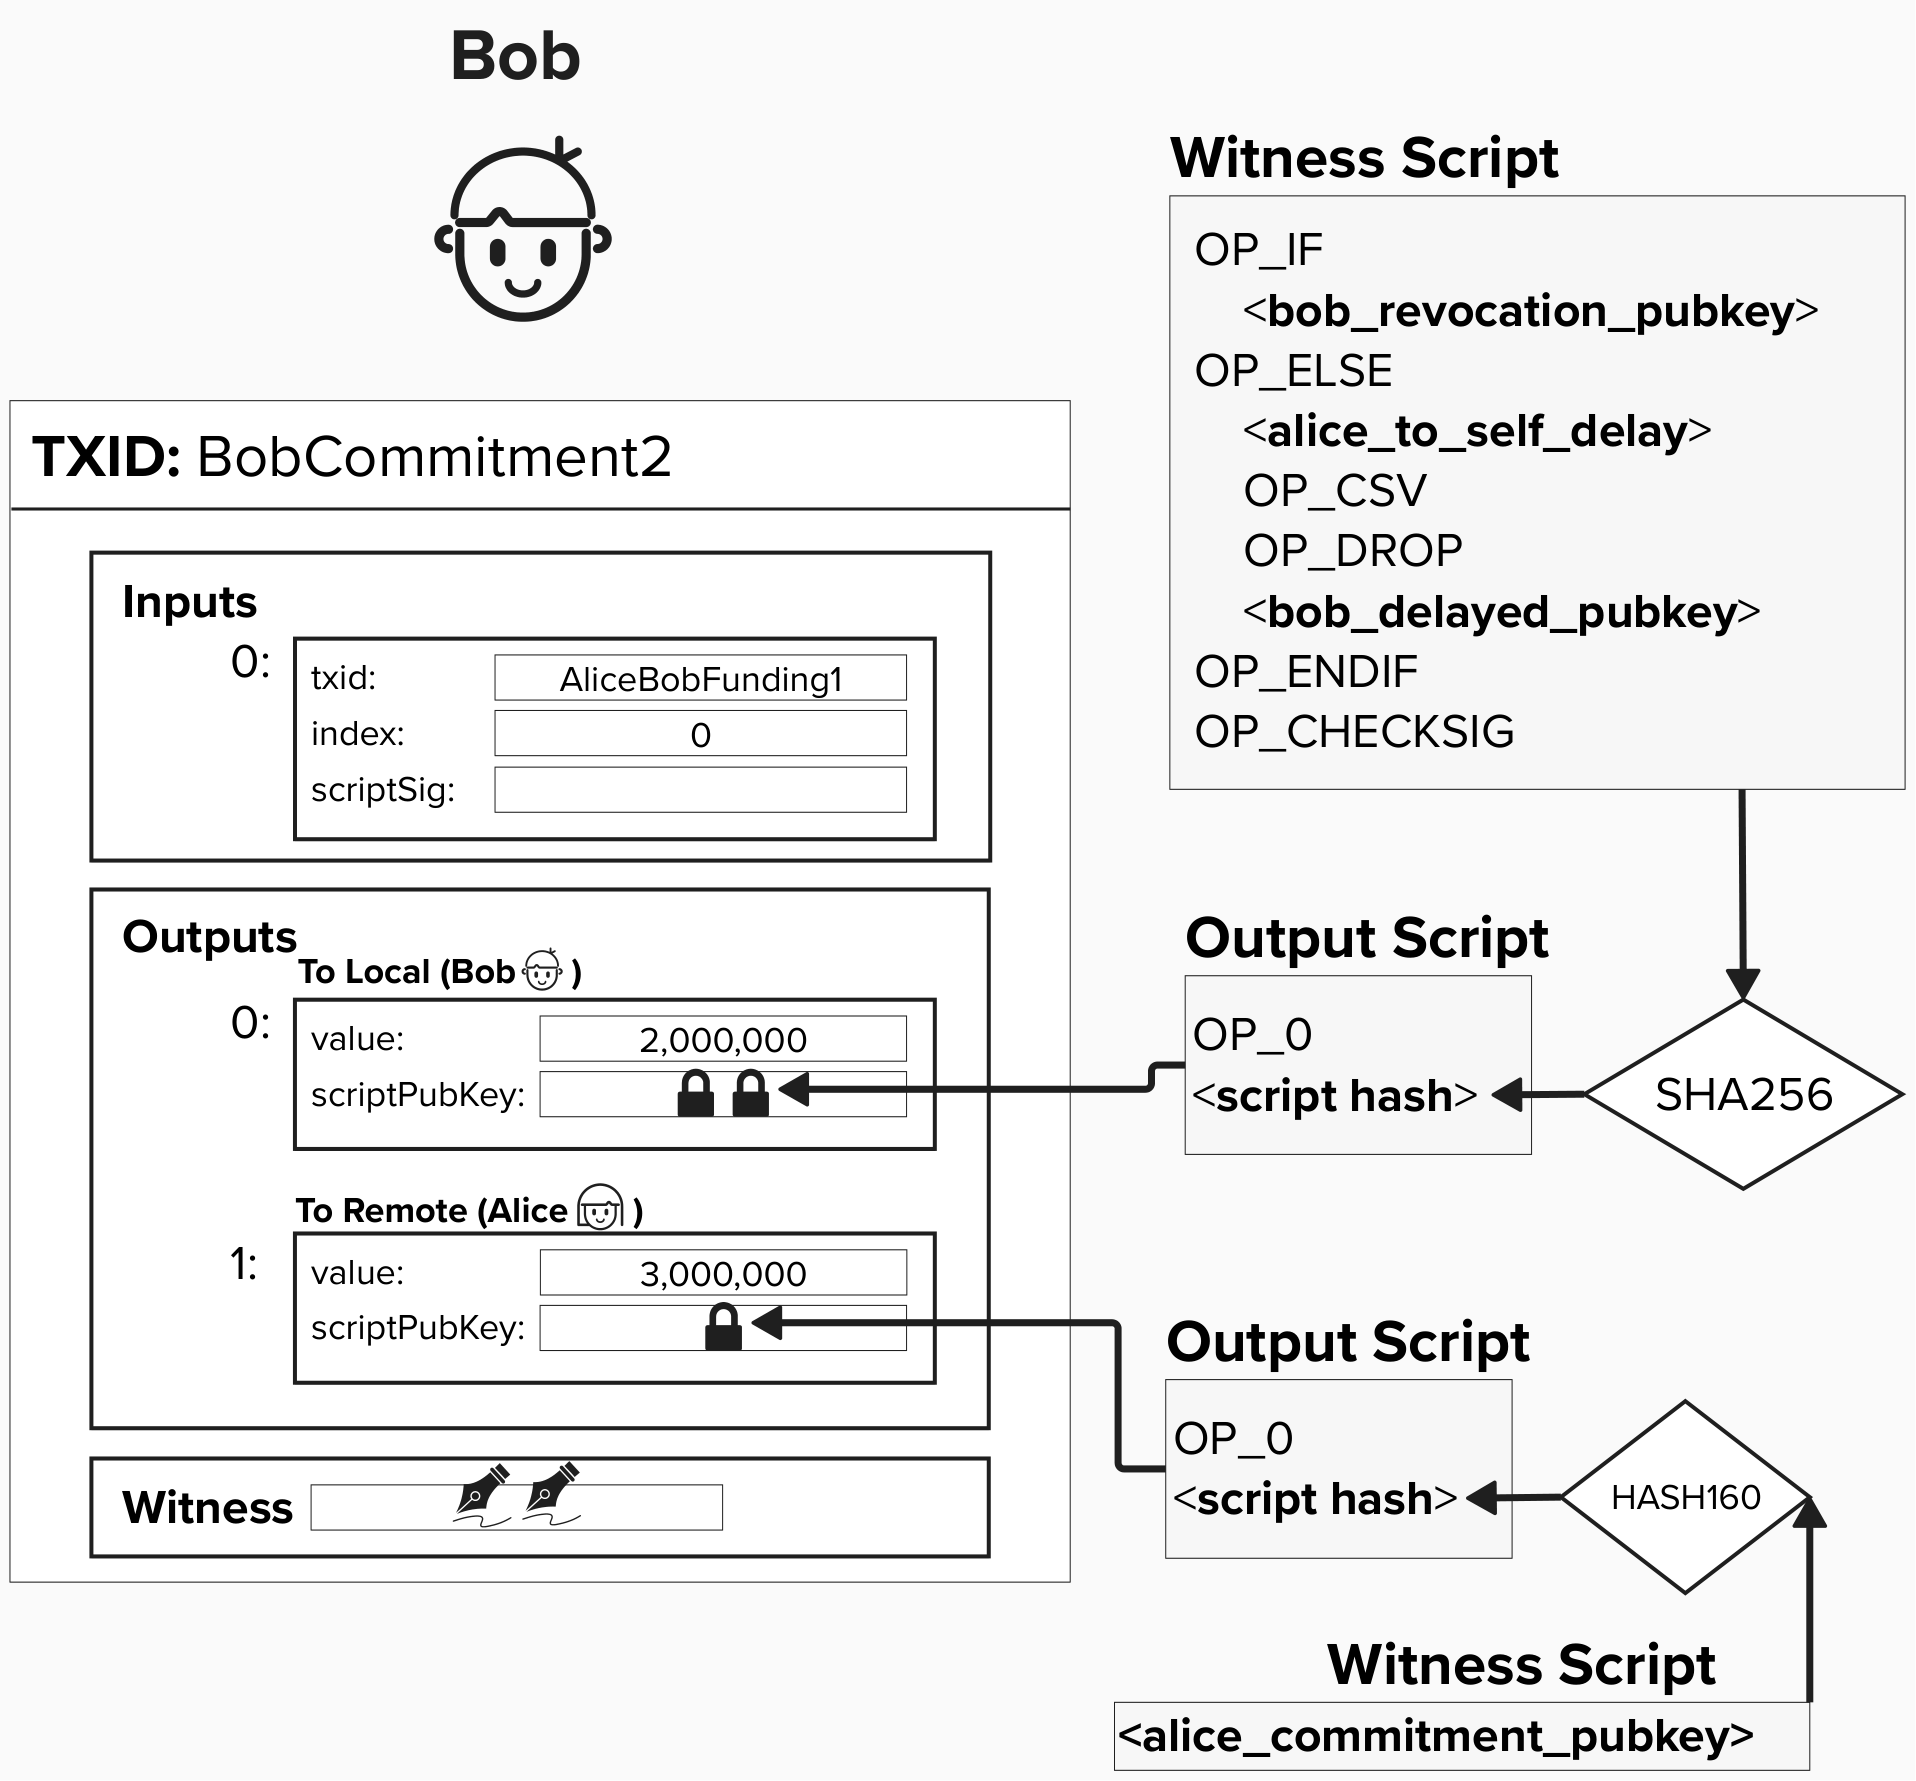 Bob
TXID: BobCommitment2
Inputs
0:
txid: AliceBobFunding1
index: 0
scriptSig:
Outputs
To Local (Bob )
0:
value: 2,000,000
scriptPubKey:
To Remote (Alice )
1:
value: 3,000,000
scriptPubKey:
Witness
Witness Script
OP_IF
<bob_revocation_pubkey>
OP_ELSE
<alice_to_self_delay>
OP_CSV
OP_DROP
<bob_delayed_pubkey>
OP_ENDIF
OP_CHECKSIG
Output Script
OP_0
<script hash>
SHA256
Output Script
OP_0
<script hash>
HASH160
Witness Script
<alice_commitment_pubkey>